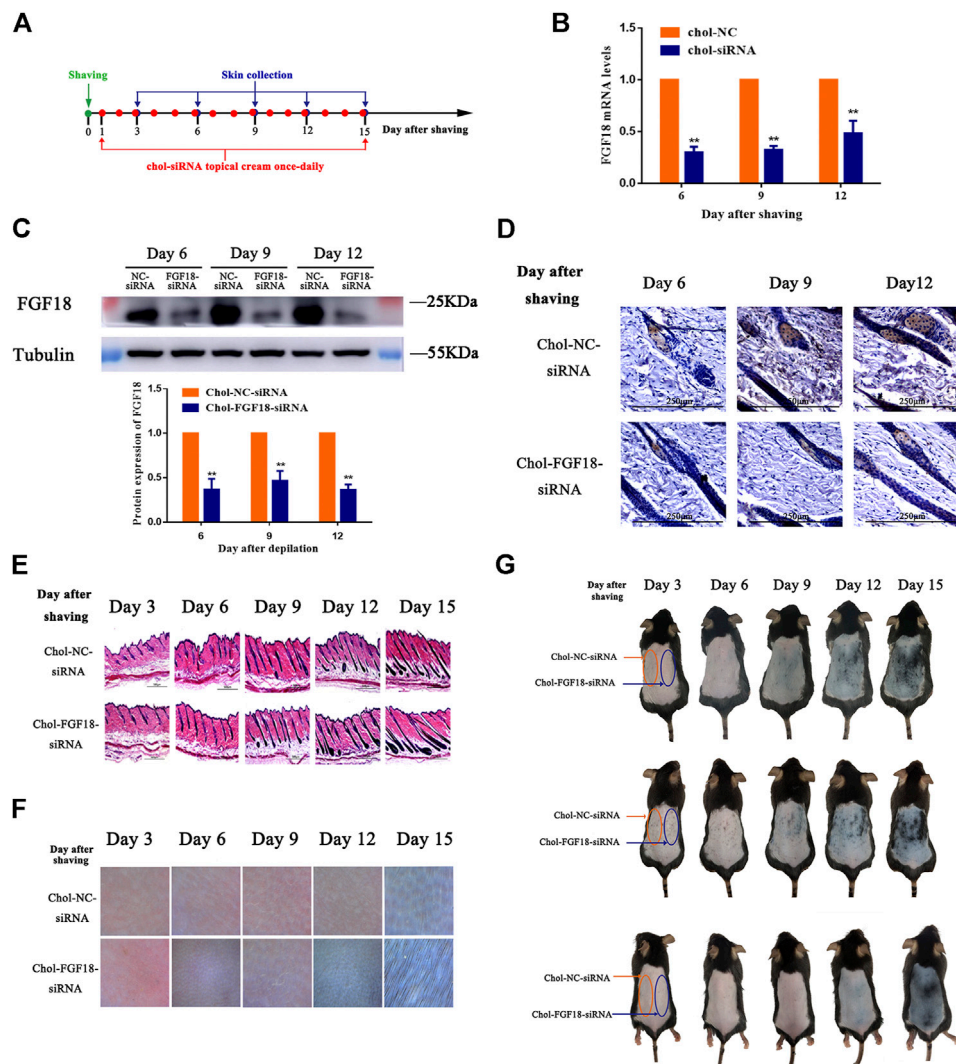 A
Shaving
Skin collection
0 1 3 6 9 12 15 Day after shaving
chol-siRNA topical cream once-daily
B
chol-NC
chol-siRNA
FGF18 mRNA levels
1.5
1.0
0.5
0.0
** ** **
6 9 12
Day after shaving
C
Day 6 Day 9 Day 12
NC- FGF18- NC- FGF18- NC- FGF18-
siRNA siRNA siRNA siRNA siRNA siRNA
FGF18
—25KDa
Tubulin
—55KDa
Chol-NC-siRNA
Chol-FGF18-siRNA
Protein expression of FGF18
1.5
1.0
0.5
0.0
** ** **
6 9 12
Day after depilation
D
Day after
shaving
Day 6 Day 9 Day12
Chol-NC-
siRNA
250μm 250μm 250μm
Chol-FGF18-
siRNA
250μm 250μm 250μm
E
Day after
shaving
Day 3 Day 6 Day 9 Day 12 Day 15
Chol-NC-
siRNA
Chol-FGF18-
siRNA
F
Day after
shaving
Day 3 Day 6 Day 9 Day 12 Day 15
Chol-NC-
siRNA
Chol-FGF18-
siRNA
G
Day after
shaving
Day 3 Day 6 Day 9 Day 12 Day 15
Chol-NC-siRNA
Chol-FGF18-siRNA
Chol-NC-siRNA
Chol-FGF18-siRNA
Chol-NC-siRNA
Chol-FGF18-siRNA